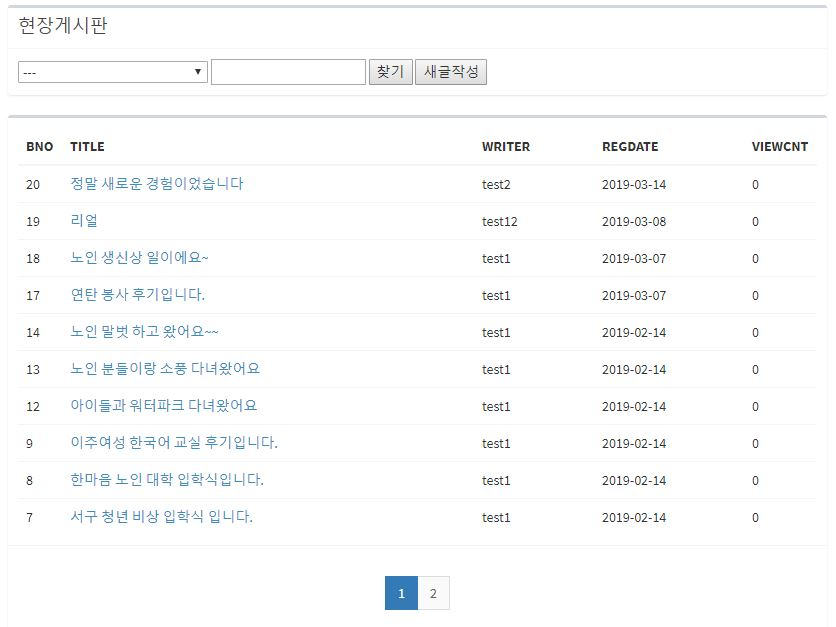 현장게시판
--- 찾기 새글작성
BNO TITLE WRITER REGDATE VIEWCNT
20 정말 새로운 경험이었습니다 test2 2019-03-14 0
19 리얼 test12 2019-03-08 0
18 노인 생신상 일이에요~ test1 2019-03-07 0
17 연탄 봉사 후기입니다. test1 2019-03-07 0
14 노인 말벗 하고 왔어요~~ test1 2019-02-14 0
13 노인 분들이랑 소풍 다녀왔어요 test1 2019-02-14 0
12 아이들과 워터파크 다녀왔어요 test1 2019-02-14 0
9 이주여성 한국어 교실 후기입니다. test1 2019-02-14 0
8 한마음 노인 대학 입학식입니다. test1 2019-02-14 0
7 서구 청년 비상 입학식 입니다. test1 2019-02-14 0
1 2